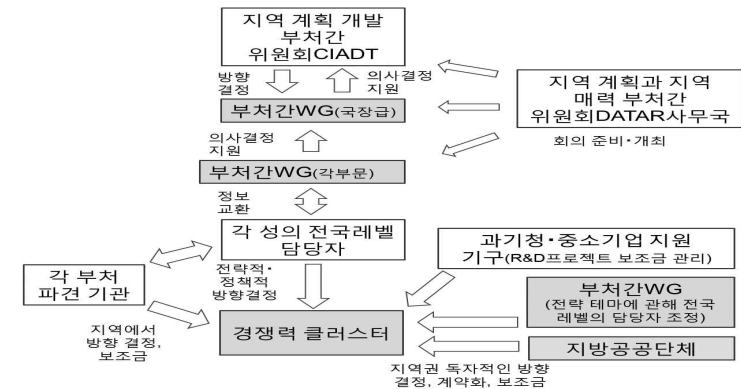 지역 계획 개발
부처간
위원회CIADT
방향
결정
의사결정
지원
지역 계획과 지역
매력 부처간
위원회DATAR사무국
부처간WG(국장급)
의사결정
지원
회의 준비·개최
부처간WG(각부문)
정보
교환
각 성의 전국레벨
담당자
과기청·중소기업 지원
기구(R&D프로젝트 보조금 관리)
각 부처
파견 기관
전략적·
정책적
방향결정
부처간WG
(전략 테마에 관해 전국
레벨의 담당자 조정)
경쟁력 클러스터
지역에서
방향 결정,
보조금
지방공공단체
지역권 독자적인 방향
결정, 계약화, 보조금